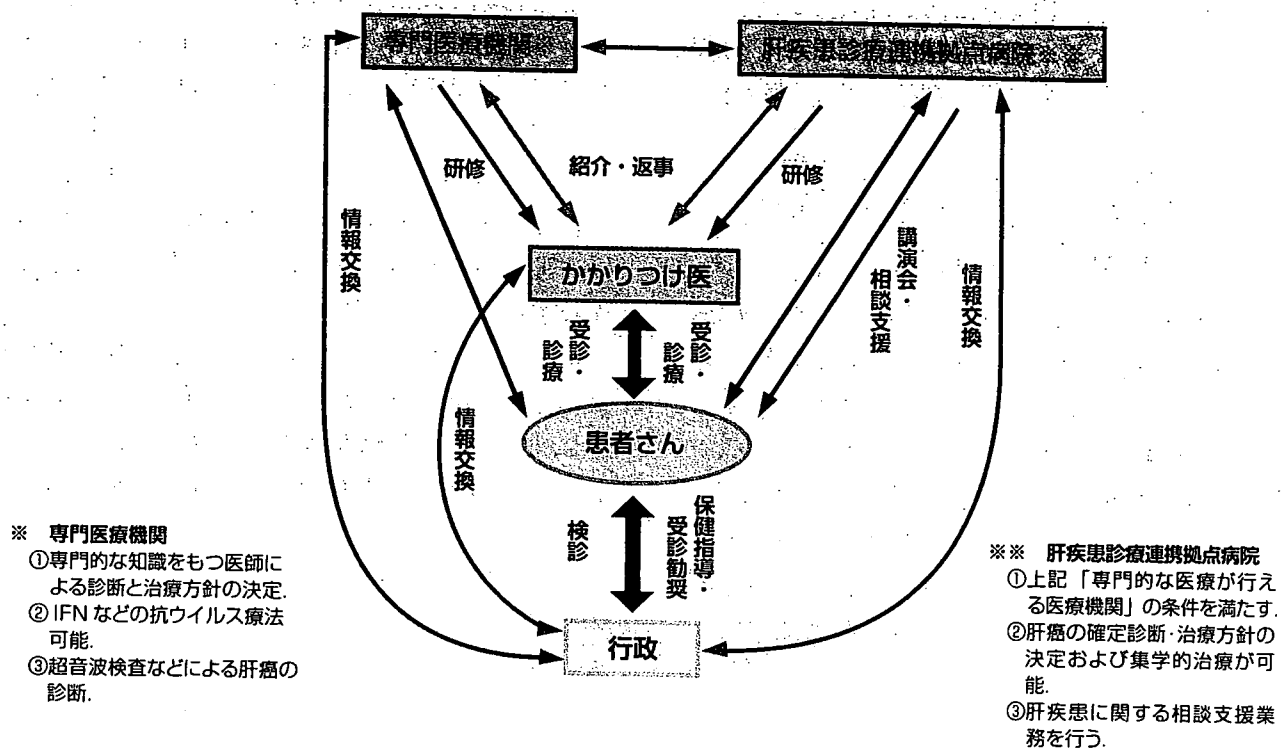 専門医療機関※
肝疾患診療連携拠点病院※※
研修
紹介・返事
研修
情報交換
講演会・
相談支援
情報交換
かかりつけ医
受診・
診療
受診・
診療
情報交換
患者さん
検診
保健指導・
受診勧奨
行政
※ 専門医療機関
①専門的な知識をもつ医師に
よる診断と治療方針の決定.
② IFN などの抗ウイルス療法
可能.
③超音波検査などによる肝癌の
診断.
※※ 肝疾患診療連携拠点病院
①上記「専門的な医療が行え
る医療機関」の条件を満たす.
②肝癌の確定診断・治療方針の
決定および集学的治療が可
能.
③肝疾患に関する相談支援業
務を行う.